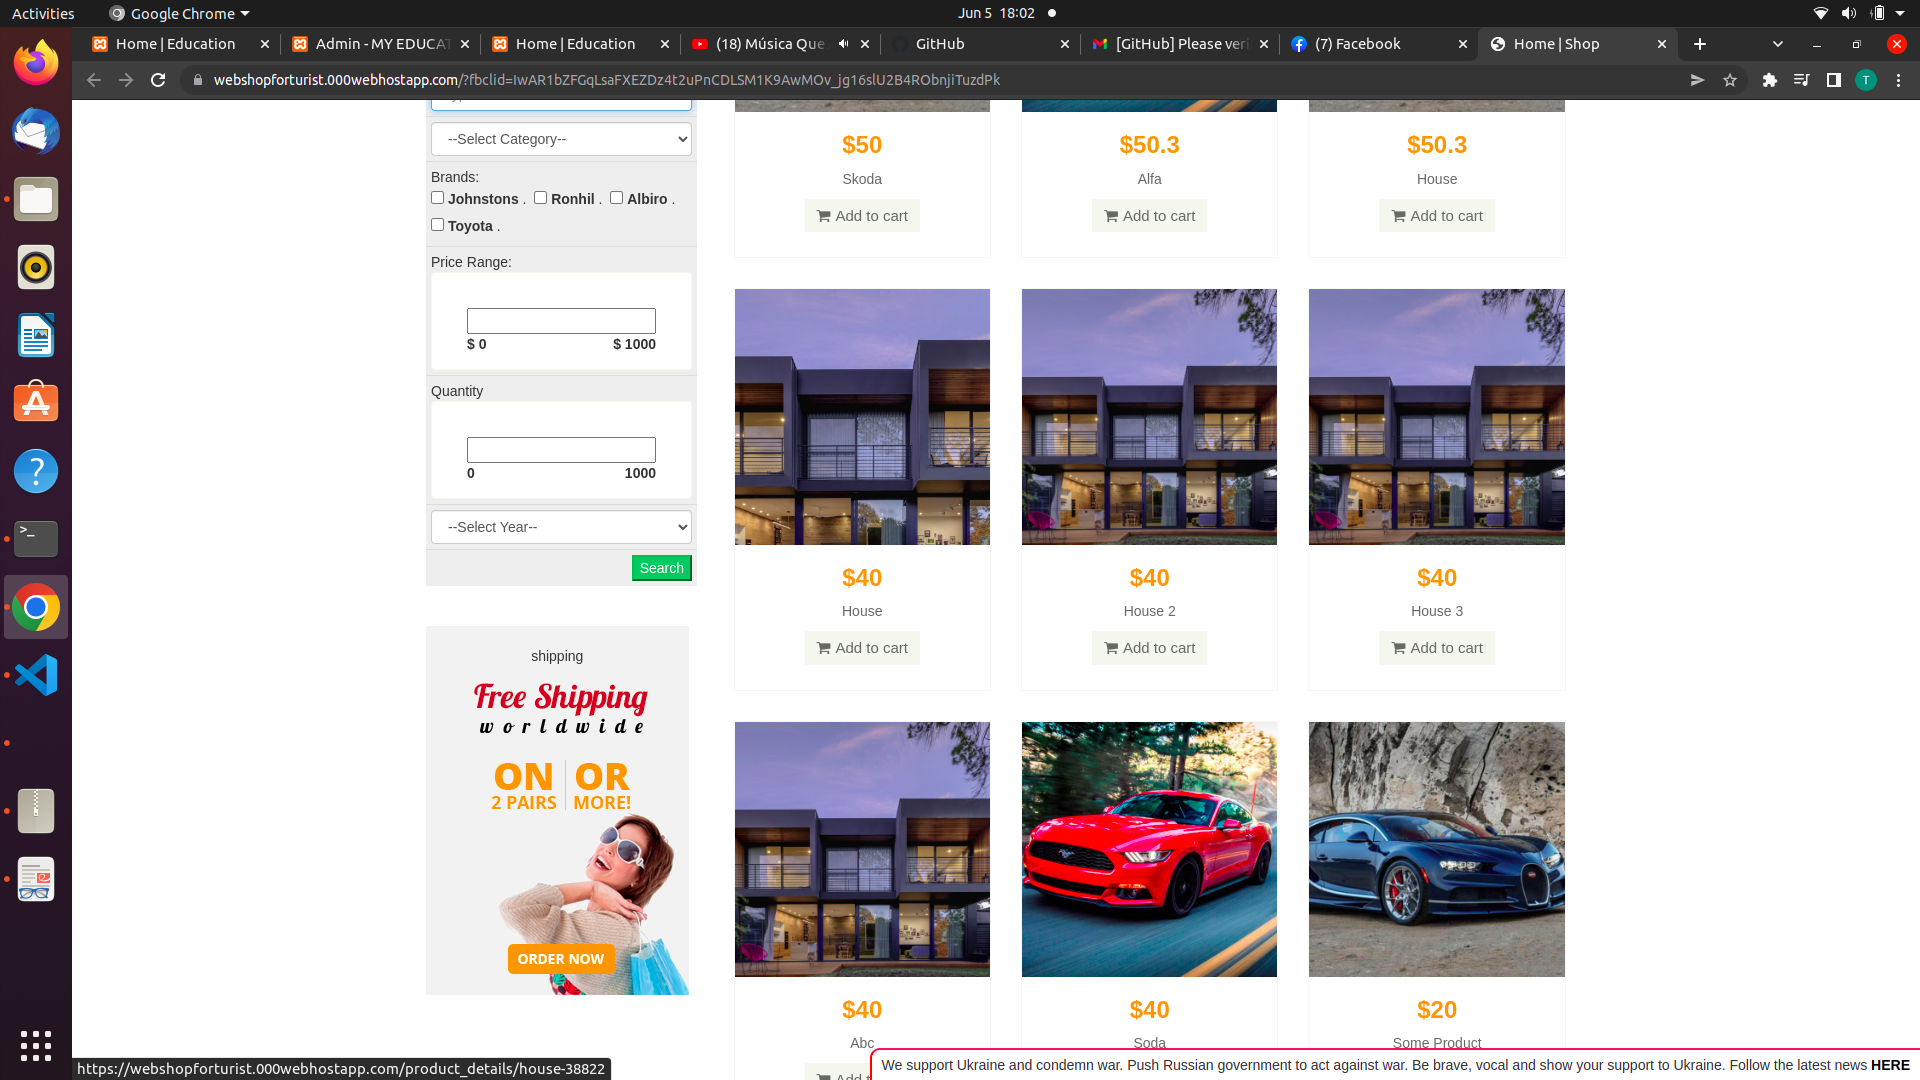 Activities
Google Chrome
Jun 5 18:02
Home | Education
Admin - MY EDUCAT
Home | Education
(18) Música Que
GitHub
[GitHub] Please veri
(7) Facebook
Home | Shop
webshopforturist.000webhostapp.com/?fbclid=IwAR1bZFGqLsaFXEZDz4t2uPnCDLSM1K9AwMOv_jg16slU2B4RObnjiTuzdPk
T
--Select Category--
Brands:
Johnstons . Ronhil . Albiro .
Toyota .
Price Range:
$ 0 $ 1000
Quantity
0 1000
--Select Year--
Search
shipping
Free Shipping
worldwide
ON OR
2 PAIRS MORE!
ORDER NOW
$50
Skoda
Add to cart
$50.3
Alfa
Add to cart
$50.3
House
Add to cart
$40
House
Add to cart
$40
House 2
Add to cart
$40
House 3
Add to cart
$40
Abc
Add t
$40
Soda
$20
Some Product
https://webshopforturist.000webhostapp.com/product_details/house-38822
We support Ukraine and condemn war. Push Russian government to act against war. Be brave, vocal and show your support to Ukraine. Follow the latest news HERE